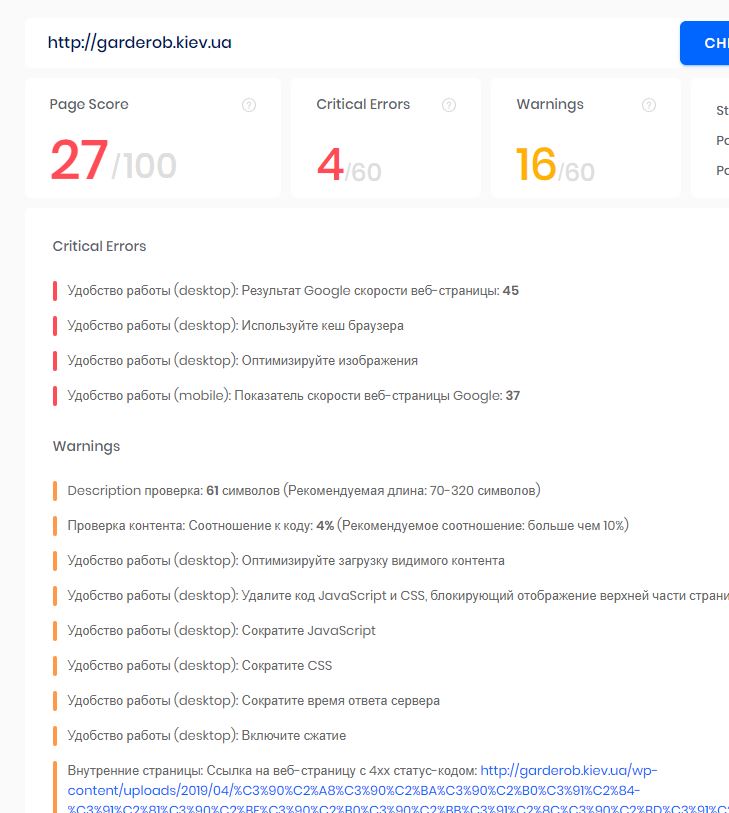 http://garderob.kiev.ua
CH
Page Score ?
Critical Errors ?
Warnings ?
27/100
4/60
16/60
St
Pa
Pa
Critical Errors
Удобство работы (desktop): Результат Google скорости веб-страницы: 45
Удобство работы (desktop): Используйте кеш браузера
Удобство работы (desktop): Оптимизируйте изображения
Удобство работы (mobile): Показатель скорости веб-страницы Google: 37
Warnings
Description проверка: 61 символов (Рекомендуемая длина: 70-320 символов)
Проверка контента: Соотношение к коду: 4% (Рекомендуемое соотношение: больше чем 10%)
Удобство работы (desktop): Оптимизируйте загрузку видимого контента
Удобство работы (desktop): Удалите код JavaScript и CSS, блокирующий отображение верхней части страни
Удобство работы (desktop): Сократите JavaScript
Удобство работы (desktop): Сократите CSS
Удобство работы (desktop): Сократите время ответа сервера
Удобство работы (desktop): Включите сжатие
Внутренние страницы: Ссылка на веб-страницу с 4xx статус-кодом: http://garderob.kiev.ua/wp-
content/uploads/2019/04/%C3%90%C2%A8%C3%90%C2%BA%C3%90%C2%B0%C3%91%C2%84-
%C3%91%C2%81%C3%90%C2%BF%C3%90%C2%B0%C3%90%C2%BB%C3%91%C2%8C%C3%90%C2%BD%C3%91%C2